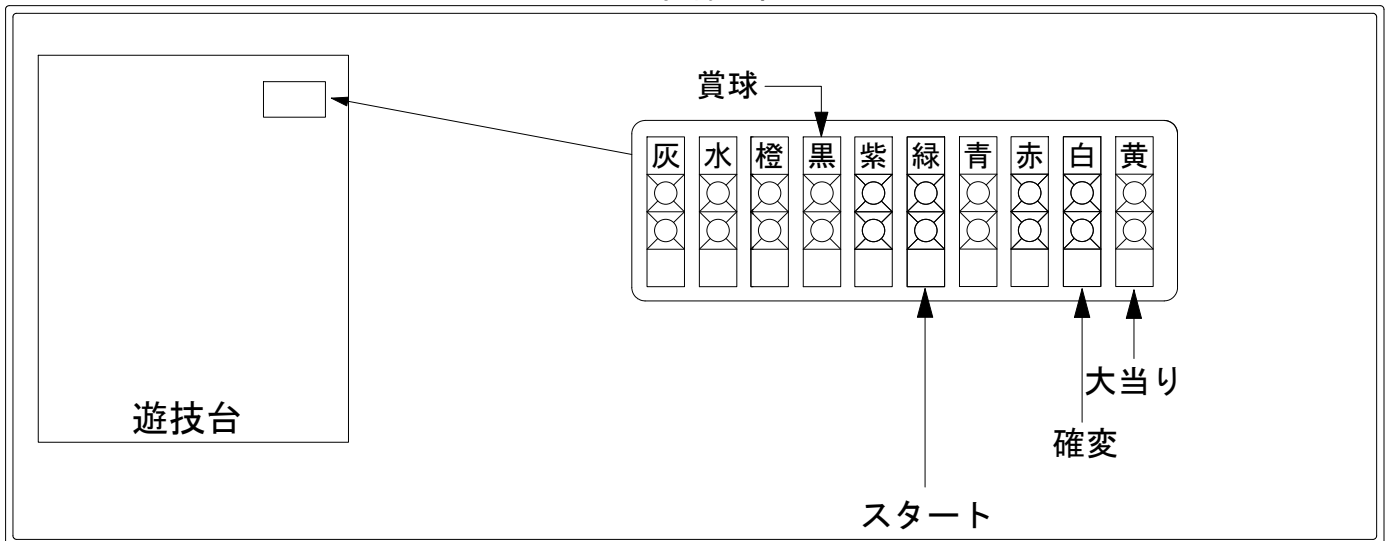 賞球
灰 水 橙 黒 紫 緑 青 赤 白 黄
大当り
遊技台
確変
スタート